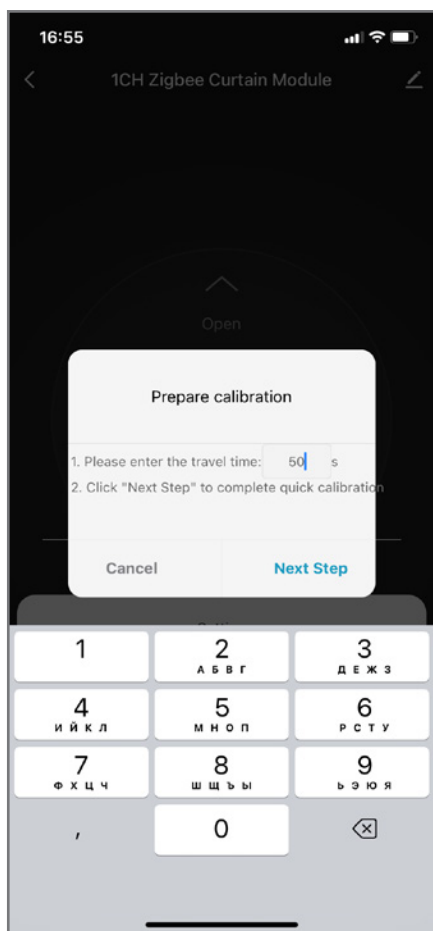 16:55
1CH Zigbee Curtain Module
Open
Prepare calibration
1. Please enter the travel time: 50 s
2. Click "Next Step" to complete quick calibration
Cancel
Next Step
1
2
3
А Б В Г
Д Е Ж З
4
5
6
И Й К Л
М Н О П
Р С Т У
7
8
9
Ф Х Ц Ч
Ш Щ Ъ Ы
Ь Э Ю Я
,
0